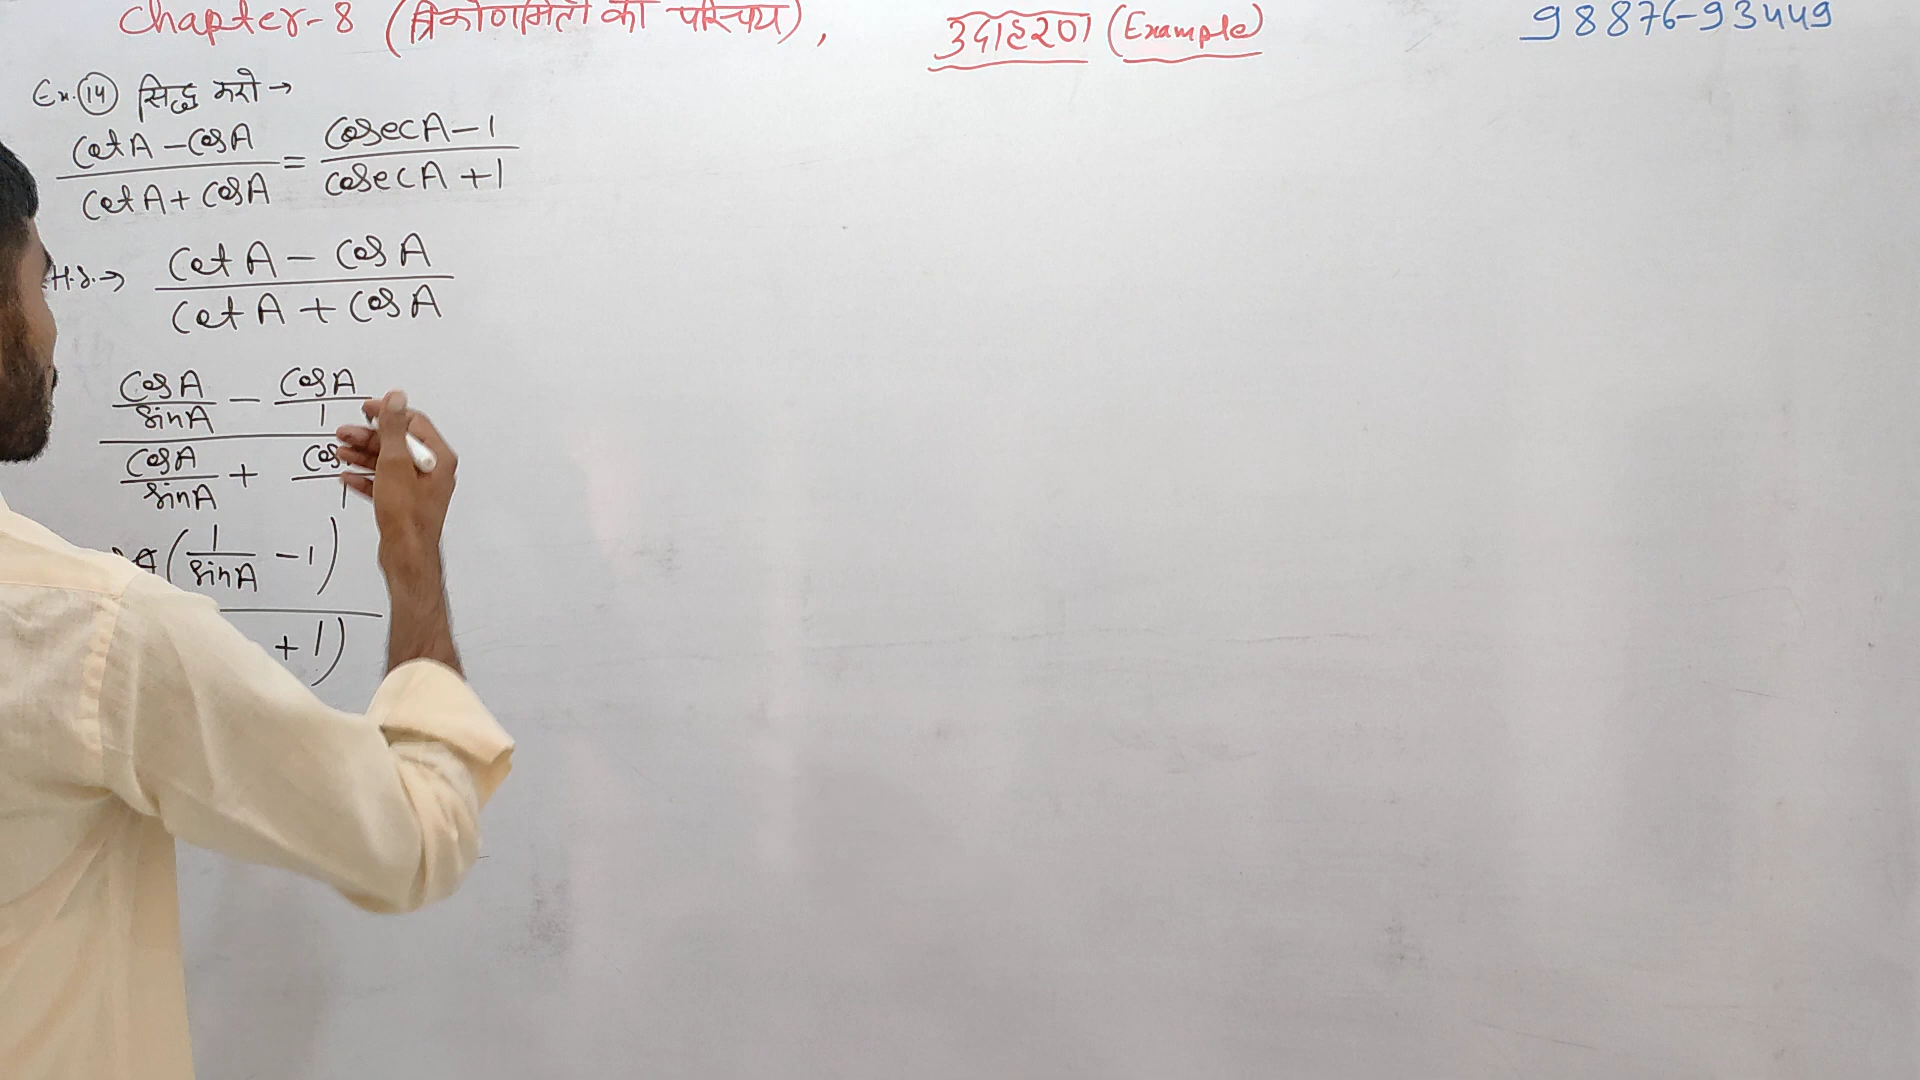 Chapter-8 (त्रिकोणमिती का परिचय), उदाहरण (Example) 98876-93449
Ex.(14) सिद्ध करो →
cot A - cos A / cot A + cos A = cosec A - 1 / cosec A + 1
H.S. → cot A - cos A / cot A + cos A
cos A / sin A - cos A / 1
cos A / sin A + cos / 1
(1 / sin A - 1)
+ 1)